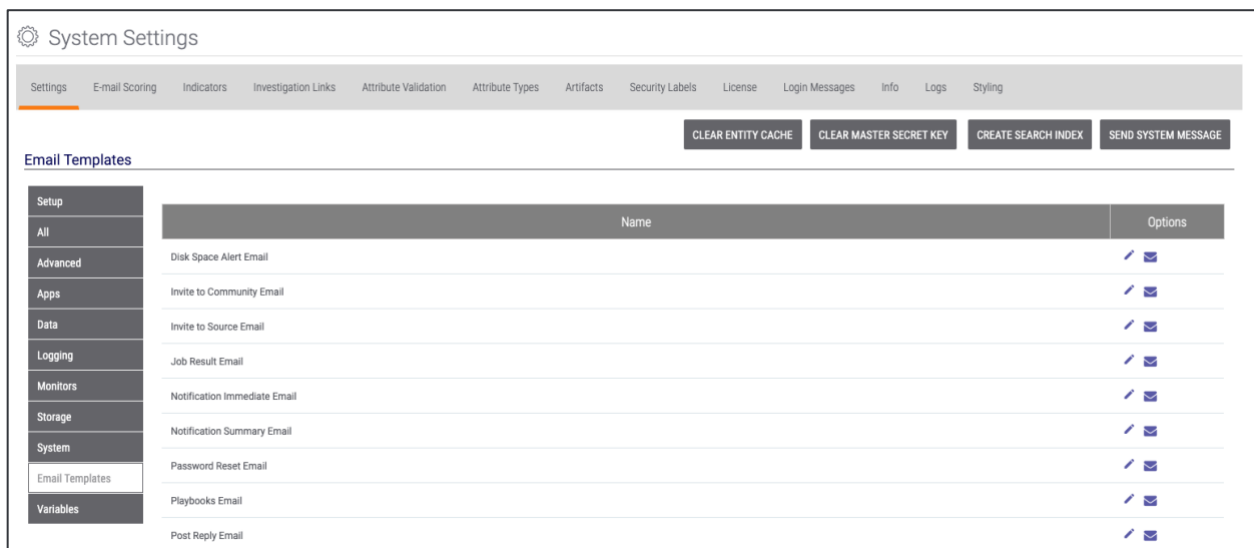 System Settings
Settings E-mail Scoring Indicators Investigation Links Attribute Validation Attribute Types Artifacts Security Labels License Login Messages Info Logs Styling
CLEAR ENTITY CACHE CLEAR MASTER SECRET KEY CREATE SEARCH INDEX SEND SYSTEM MESSAGE
Email Templates
Setup
All
Advanced
Apps
Data
Logging
Monitors
Storage
System
Email Templates
Variables
Name Options
Disk Space Alert Email
Invite to Community Email
Invite to Source Email
Job Result Email
Notification Immediate Email
Notification Summary Email
Password Reset Email
Playbooks Email
Post Reply Email